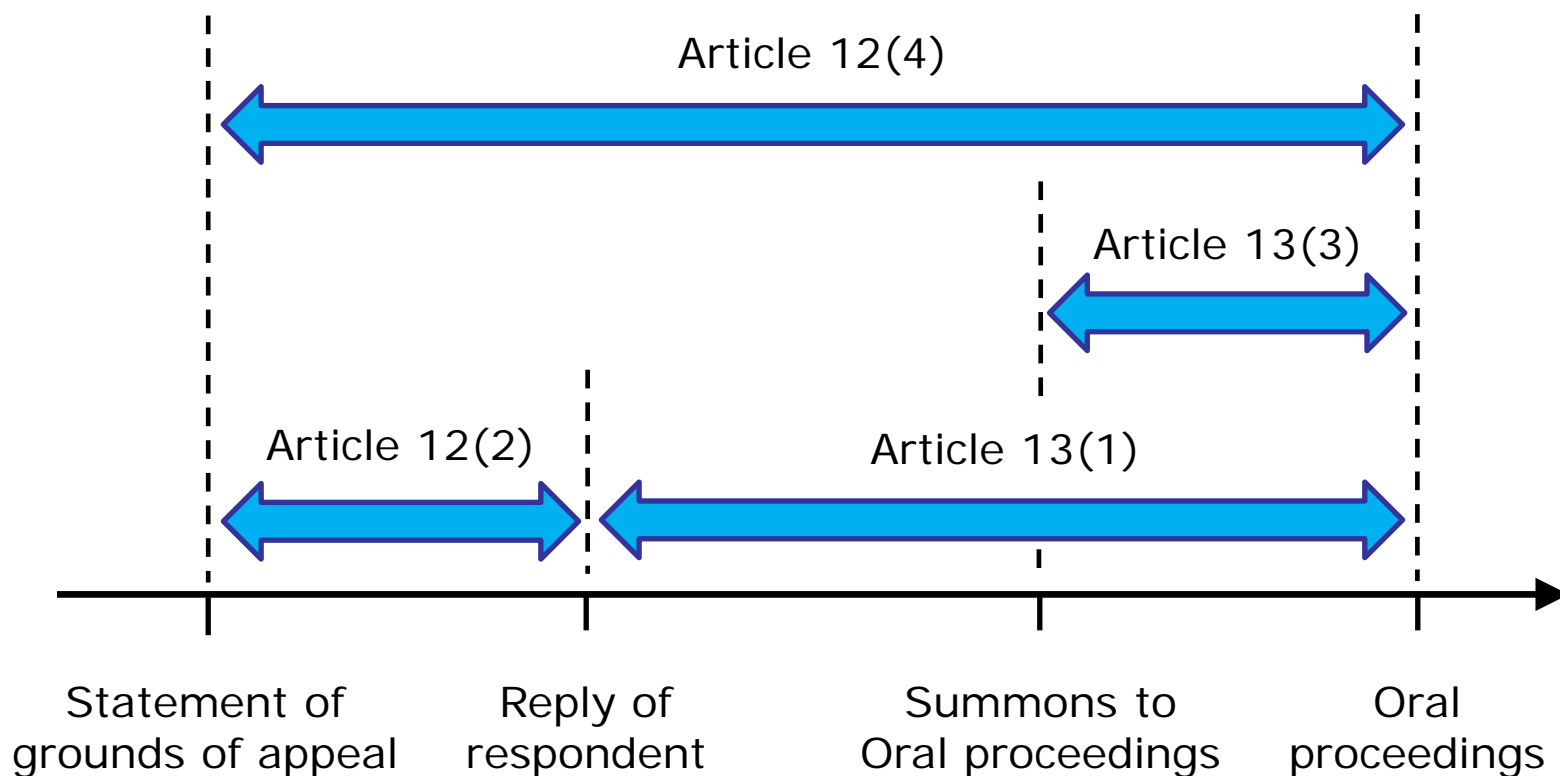 Article 12(4)
Article 13(3)
Article 12(2)
Article 13(1)
Statement of
grounds of appeal
Reply of
respondent
Summons to
Oral proceedings
Oral
proceedings